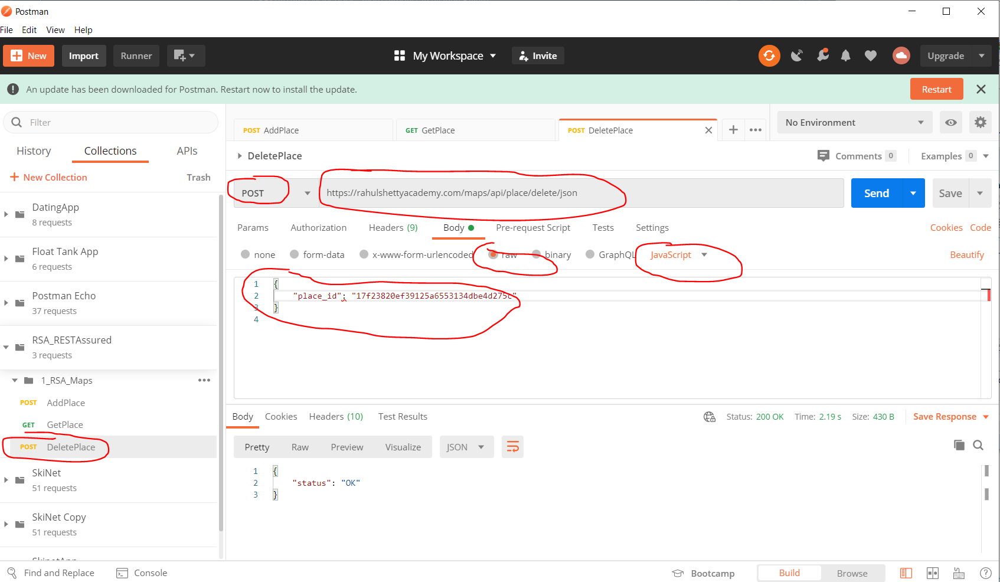 Postman
File Edit View Help
New Import Runner My Workspace Invite Upgrade
An update has been downloaded for Postman. Restart now to install the update. Restart
Filter
History Collections APIs
New Collection Trash
DatingApp
8 requests
Float Tank App
6 requests
Postman Echo
37 requests
RSA_RESTAssured
3 requests
1_RSA_Maps
POST AddPlace
GET GetPlace
POST DeletePlace
SkiNet
51 requests
SkiNet Copy
51 requests
POST AddPlace GET GetPlace POST DeletePlace No Environment
DeletePlace Comments 0 Examples 0
POST https://rahulshettyacademy.com/maps/api/place/delete/json Send Save
Params Authorization Headers (9) Body Pre-request Script Tests Settings Cookies Code
none form-data x-www-form-urlencoded raw binary GraphQL JavaScript Beautify
1 {
2 "place_id": "17f23820ef39125a6553134dbe4d275c"
3 }
4
Body Cookies Headers (10) Test Results Status: 200 OK Time: 2.19 s Size: 430 B Save Response
Pretty Raw Preview Visualize JSON
1 {
2 "status": "OK"
3 }
Find and Replace Console Bootcamp Build Browse